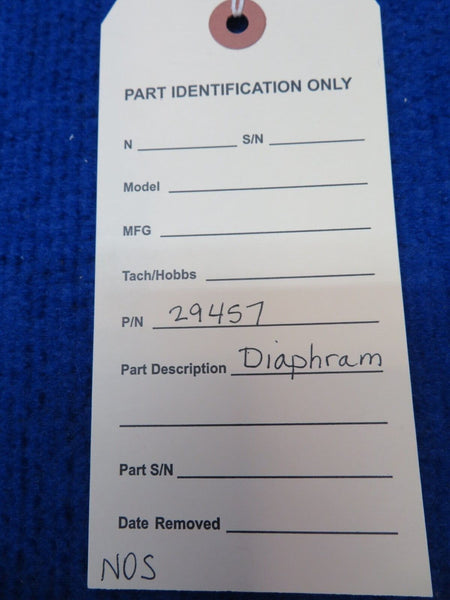 PART IDENTIFICATION ONLY
N S/N
Model
MFG
Tach/Hobbs
P/N 29457
Part Description Diaphram
Part S/N
Date Removed
NOS